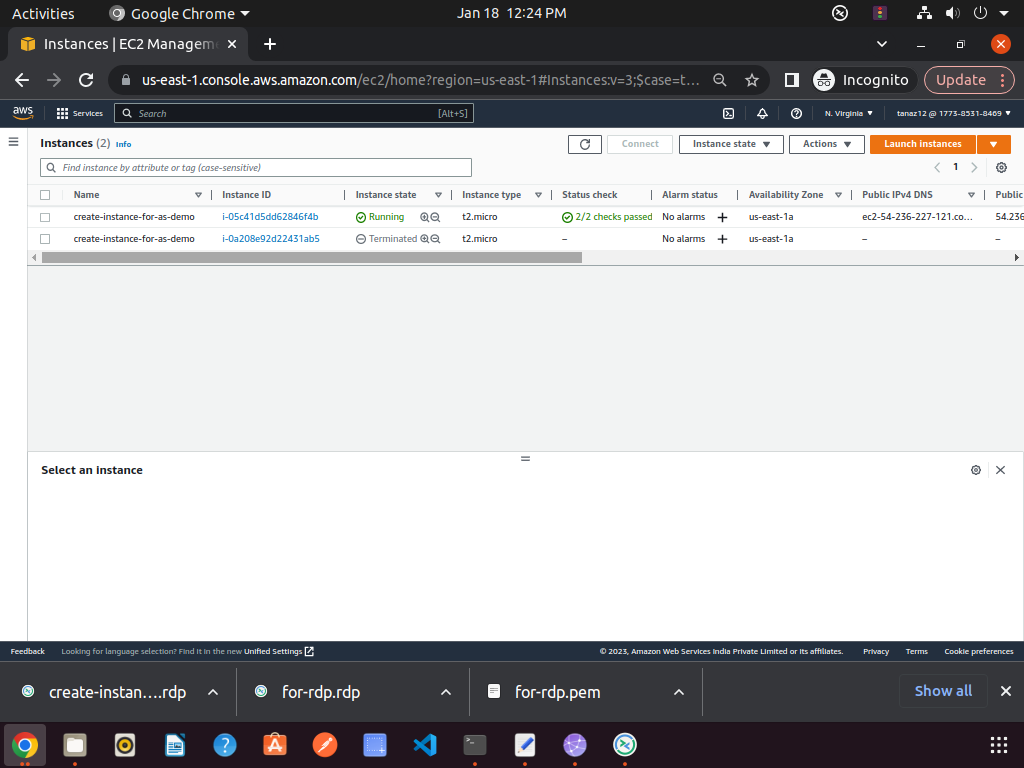 Activities Google Chrome Jan 18 12:24 PM
Instances | EC2 Managem
us-east-1.console.aws.amazon.com/ec2/home?region=us-east-1#Instances:v=3;$case=t... Incognito Update
aws Services Search [Alt+S] N. Virginia tanaz12 @ 1773-8531-8469
Instances (2) Info Connect Instance state Actions Launch instances
Find instance by attribute or tag (case-sensitive) 1
Name Instance ID Instance state Instance type Status check Alarm status Availability Zone Public IPv4 DNS Public
create-instance-for-as-demo i-05c41d5dd62846f4b Running t2.micro 2/2 checks passed No alarms us-east-1a ec2-54-236-227-121.co... 54.236
create-instance-for-as-demo i-0a208e92d22431ab5 Terminated t2.micro – No alarms us-east-1a – –
Select an instance
Feedback Looking for language selection? Find it in the new Unified Settings © 2023, Amazon Web Services India Private Limited or its affiliates. Privacy Terms Cookie preferences
create-instan....rdp for-rdp.rdp for-rdp.pem Show all